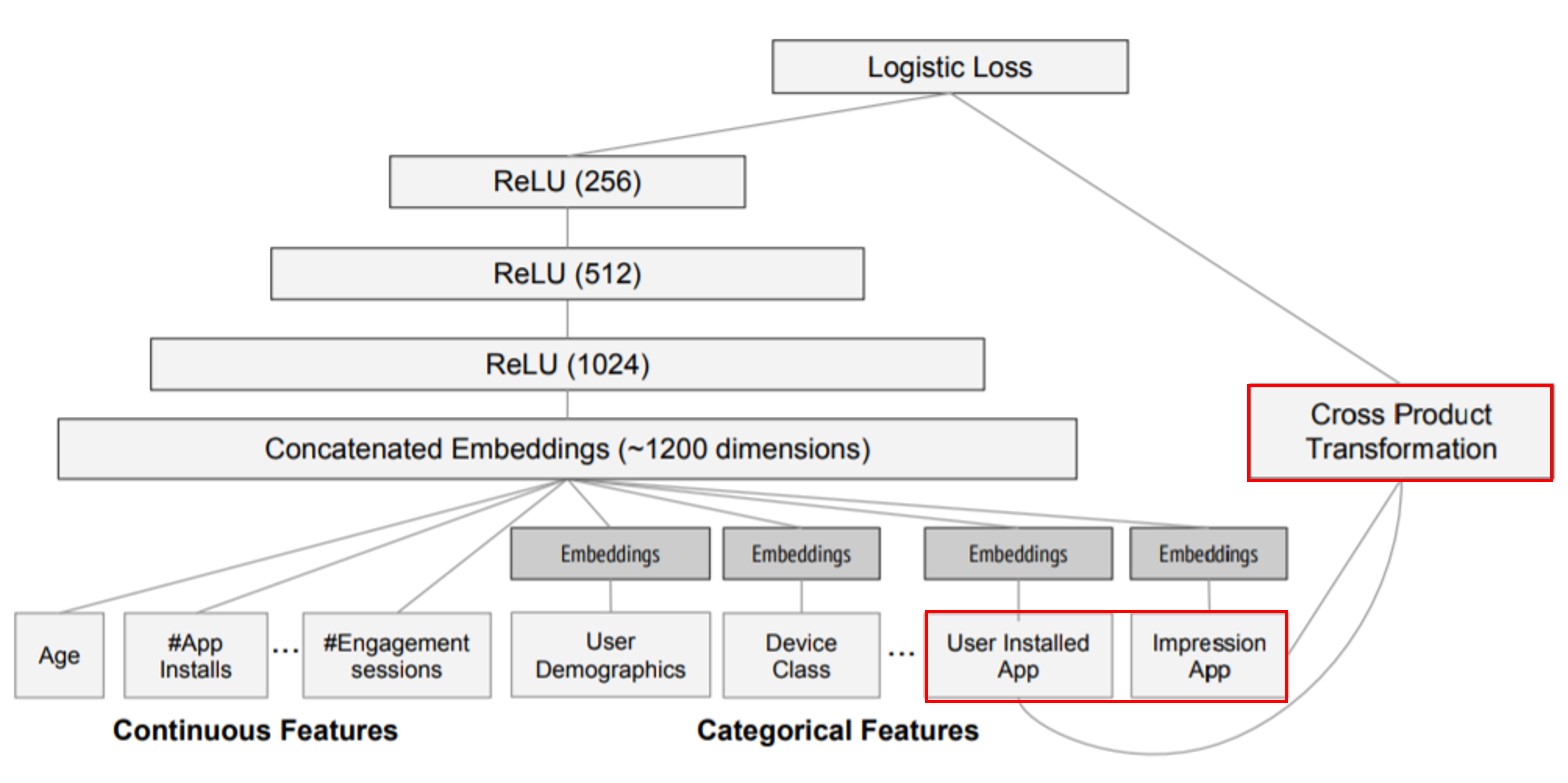 Logistic Loss
ReLU (256)
ReLU (512)
ReLU (1024)
Concatenated Embeddings (~1200 dimensions)
Cross Product
Transformation
Embeddings
Embeddings
Embeddings
Embeddings
Age
#App
Installs
...
#Engagement
sessions
User
Demographics
Device
Class
...
User Installed
App
Impression
App
Continuous Features
Categorical Features